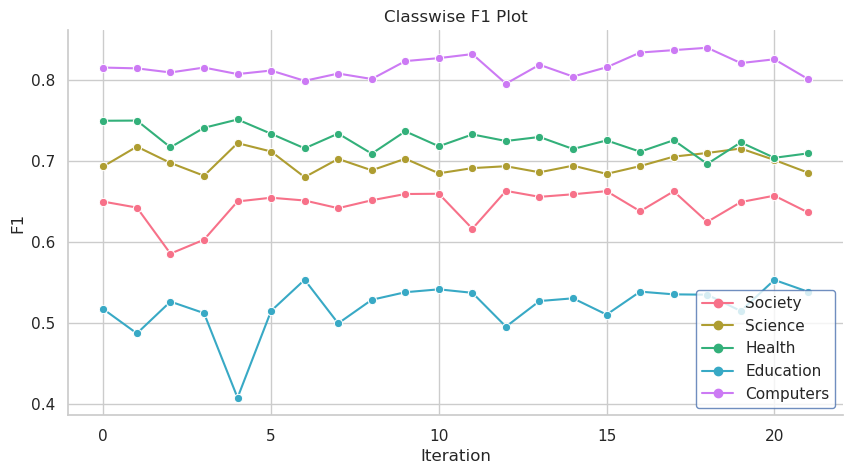 Classwise F1 Plot
F1
0.8
0.7
0.6
0.5
0.4
0
5
10
15
20
Iteration
Society
Science
Health
Education
Computers